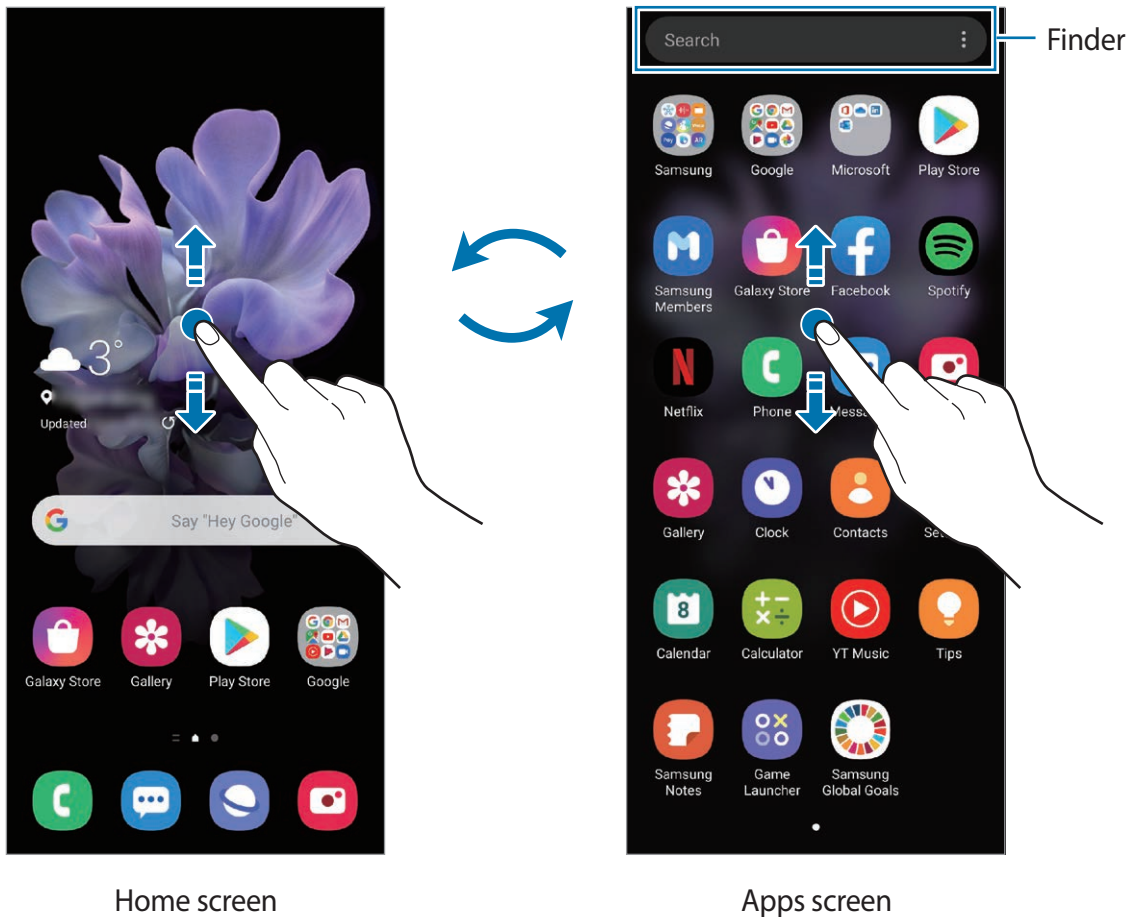 Search
Finder
Samsung Google Microsoft Play Store
Samsung Members
Galaxy Store
Facebook
Spotify
3°
Updated
Netflix
Phone
Say "Hey Google"
Gallery Clock Contacts
Galaxy Store Gallery Play Store Google
Calendar Calculator YT Music Tips
8
Samsung Notes
Game Launcher
Samsung Global Goals
Home screen
Apps screen